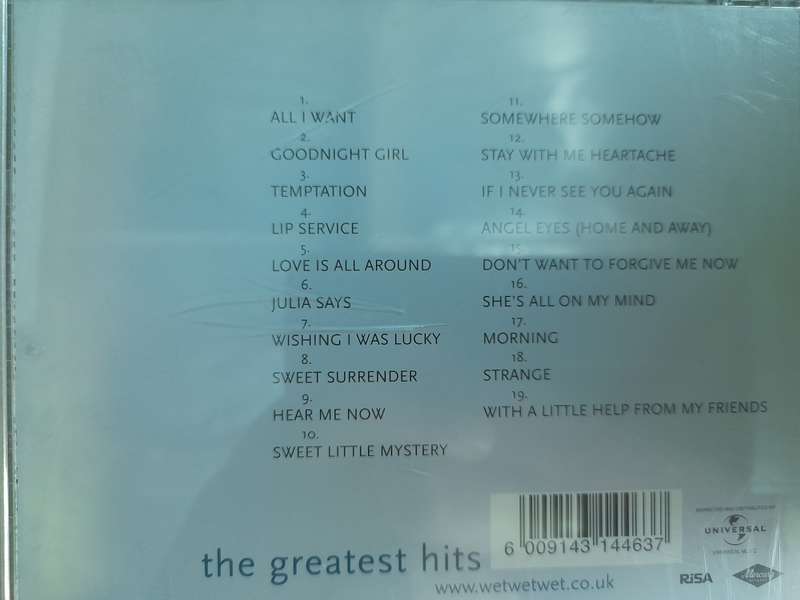 1.
ALL I WANT
2.
GOODNIGHT GIRL
3.
TEMPTATION
4.
LIP SERVICE
5.
LOVE IS ALL AROUND
6.
JULIA SAYS
7.
WISHING I WAS LUCKY
8.
SWEET SURRENDER
9.
HEAR ME NOW
10.
SWEET LITTLE MYSTERY
11.
SOMEWHERE SOMEHOW
12.
STAY WITH ME HEARTACHE
13.
IF I NEVER SEE YOU AGAIN
14.
ANGEL EYES (HOME AND AWAY)
15.
DON'T WANT TO FORGIVE ME NOW
16.
SHE'S ALL ON MY MIND
17.
MORNING
18.
STRANGE
19.
WITH A LITTLE HELP FROM MY FRIENDS
the greatest hits
www.wetwetwet.co.uk
6 009143 144637
UNIVERSAL
RiSA
Mercury